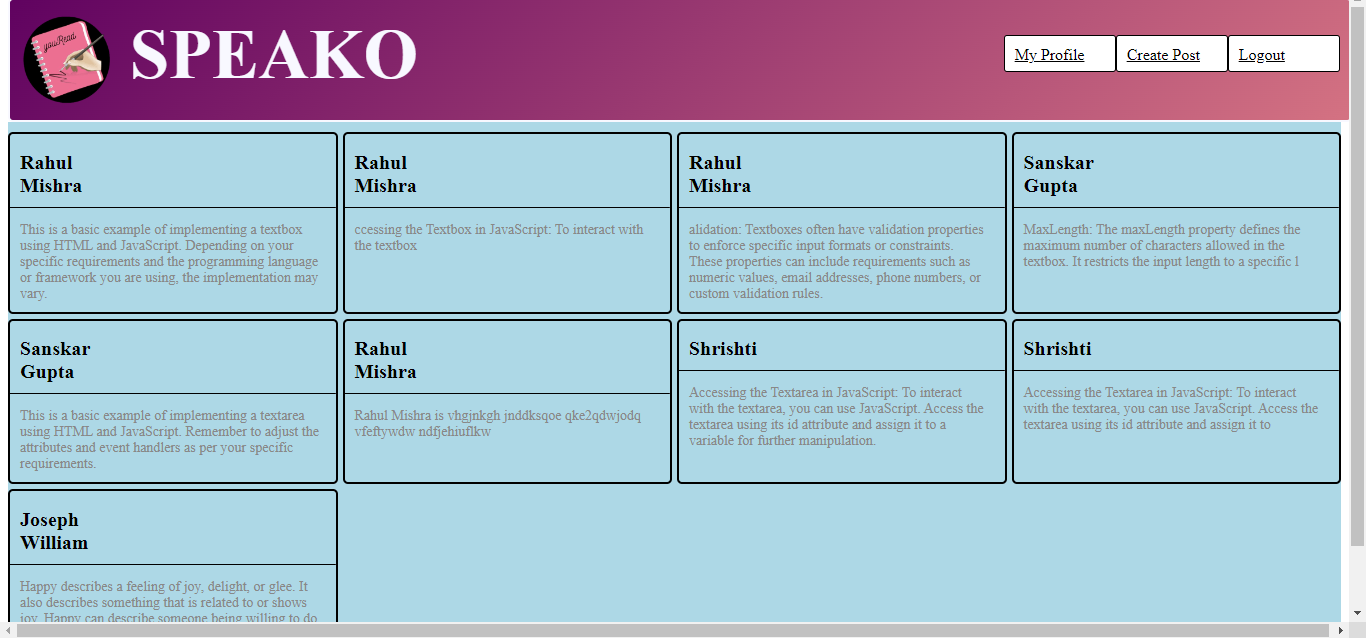 youRead
SPEAKO
My Profile
Create Post
Logout
Rahul
Mishra
This is a basic example of implementing a textbox
using HTML and JavaScript. Depending on your
specific requirements and the programming language
or framework you are using, the implementation may
vary.
Rahul
Mishra
ccessing the Textbox in JavaScript: To interact with
the textbox
Rahul
Mishra
alidation: Textboxes often have validation properties
to enforce specific input formats or constraints.
These properties can include requirements such as
numeric values, email addresses, phone numbers, or
custom validation rules.
Sanskar
Gupta
MaxLength: The maxLength property defines the
maximum number of characters allowed in the
textbox. It restricts the input length to a specific l
Sanskar
Gupta
This is a basic example of implementing a textarea
using HTML and JavaScript. Remember to adjust the
attributes and event handlers as per your specific
requirements.
Rahul
Mishra
Rahul Mishra is vhgjnkgh jnddksqoe qke2qdwjodq
vfeftywdw ndfjehiuflkw
Shrishti
Accessing the Textarea in JavaScript: To interact
with the textarea, you can use JavaScript. Access the
textarea using its id attribute and assign it to a
variable for further manipulation.
Shrishti
Accessing the Textarea in JavaScript: To interact
with the textarea, you can use JavaScript. Access the
textarea using its id attribute and assign it to
Joseph
William
Happy describes a feeling of joy, delight, or glee. It
also describes something that is related to or shows
joy. Happy can describe someone being willing to do